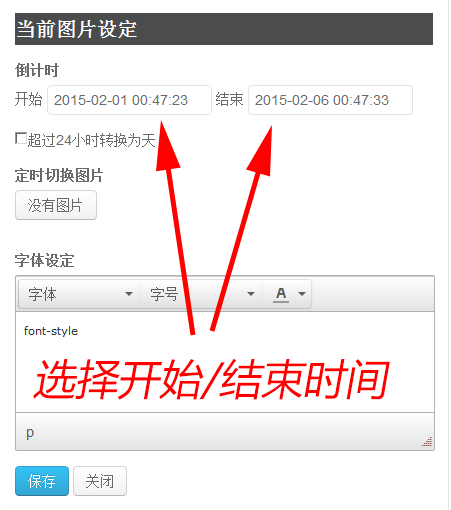 当前图片设定
倒计时
开始 2015-02-01 00:47:23 结束 2015-02-06 00:47:33
超过24小时转换为天
定时切换图片
没有图片
字体设定
字体 字号 A
font-style
选择开始/结束时间
p
保存 关闭